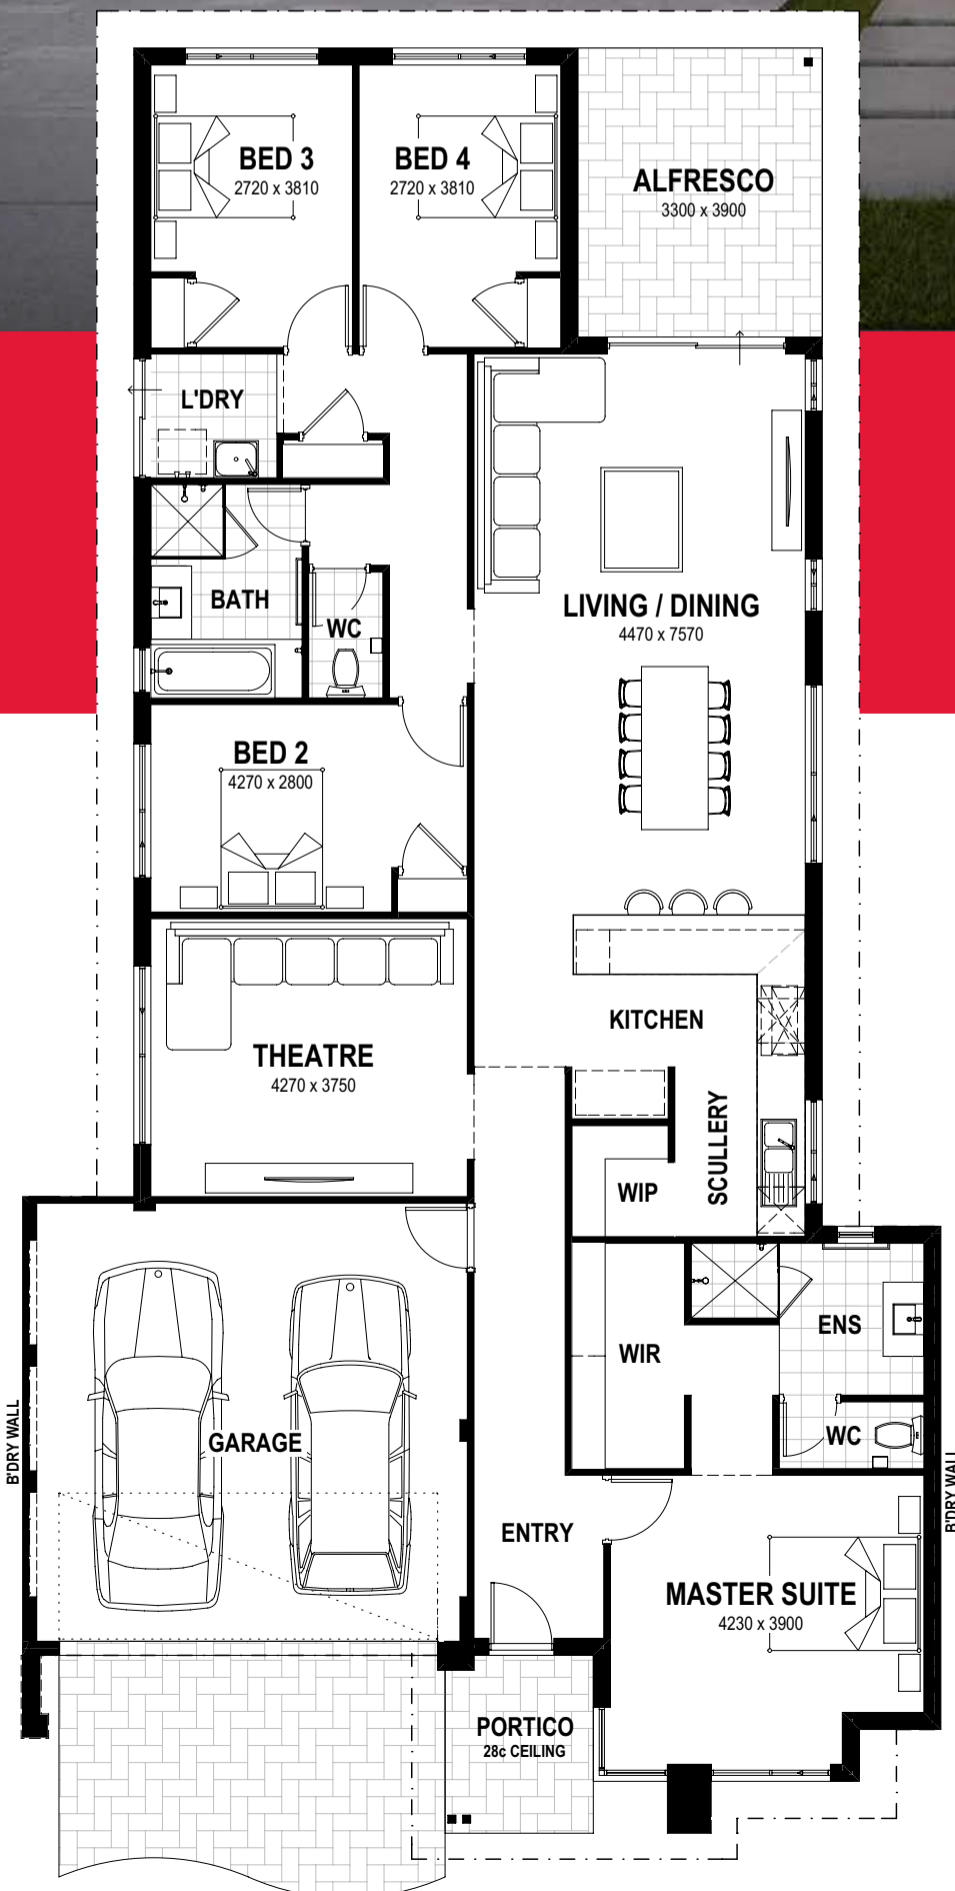 BED 3
2720 x 3810
BED 4
2720 x 3810
ALFRESCO
3300 x 3900
L'DRY
BATH
WC
LIVING / DINING
4470 x 7570
BED 2
4270 x 2800
KITCHEN
THEATRE
4270 x 3750
SCULLERY
WIP
WIR
ENS
WC
B'DRY WALL
GARAGE
B'DRY WALL
ENTRY
MASTER SUITE
4230 x 3900
PORTICO
28c CEILING